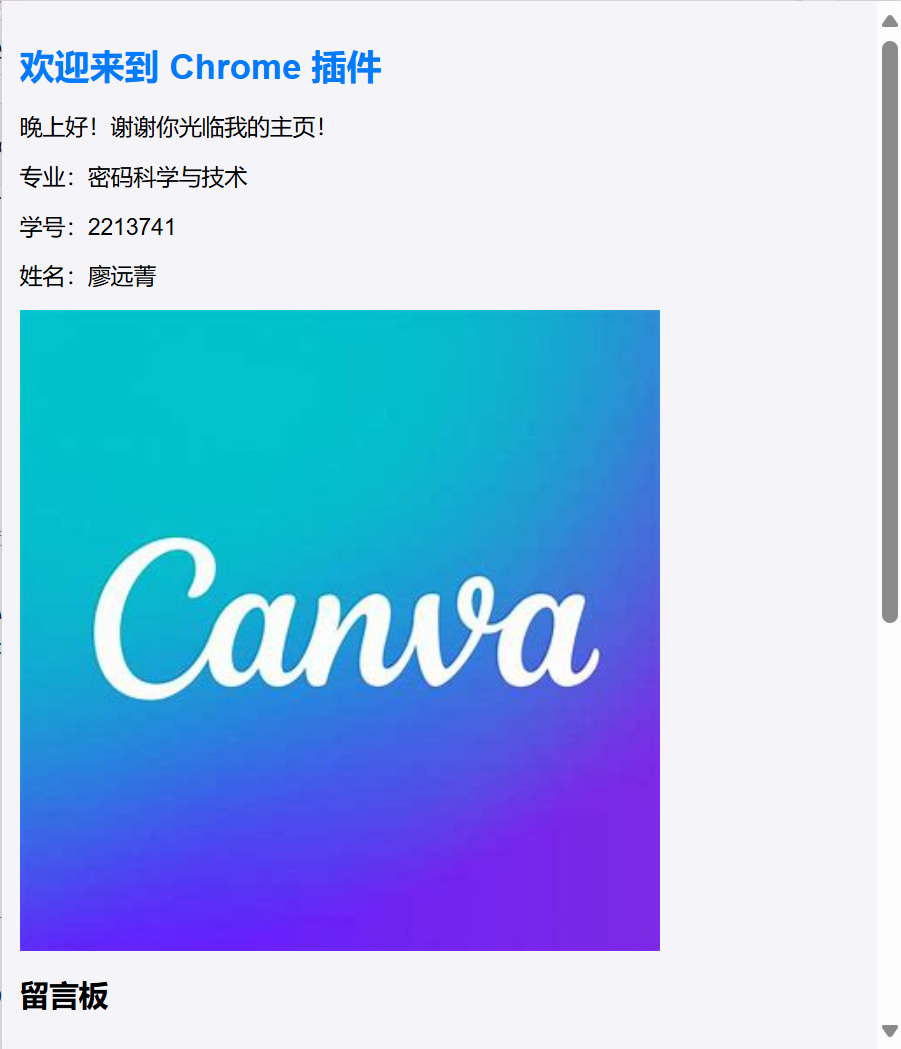 欢迎来到 Chrome 插件
晚上好！谢谢你光临我的主页！
专业：密码科学与技术
学号：2213741
姓名：廖远菁
Canva
留言板